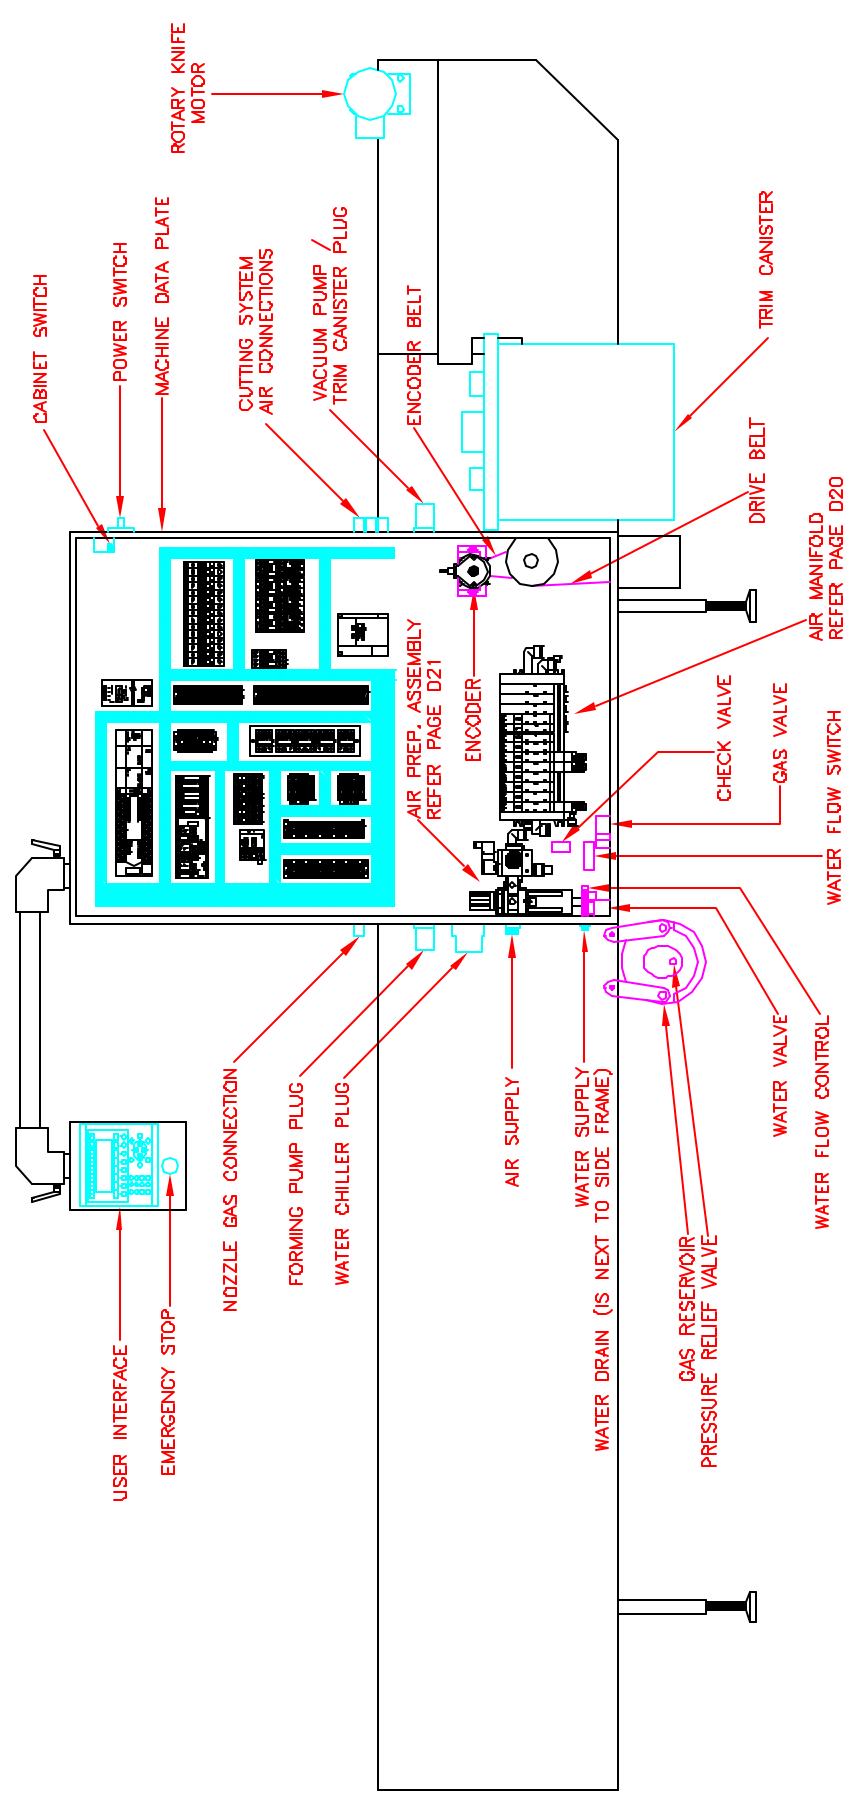 ROTARY KNIFE
MOTOR
CABINET SWITCH
POWER SWITCH
MACHINE DATA PLATE
CUTTING SYSTEM
AIR CONNECTIONS
VACUUM PUMP /
TRIM CANISTER PLUG
ENCODER BELT
TRIM CANISTER
DRIVE BELT
AIR MANIFOLD
REFER PAGE D20
AIR PREP. ASSEMBLY
REFER PAGE D21
ENCODER
CHECK VALVE
GAS VALVE
WATER FLOW SWITCH
NOZZLE GAS CONNECTION
FORMING PUMP PLUG
WATER CHILLER PLUG
AIR SUPPLY
WATER SUPPLY
WATER DRAIN (IS NEXT TO SIDE FRAME)
WATER VALVE
WATER FLOW CONTROL
GAS RESERVOIR
PRESSURE RELIEF VALVE
USER INTERFACE
EMERGENCY STOP